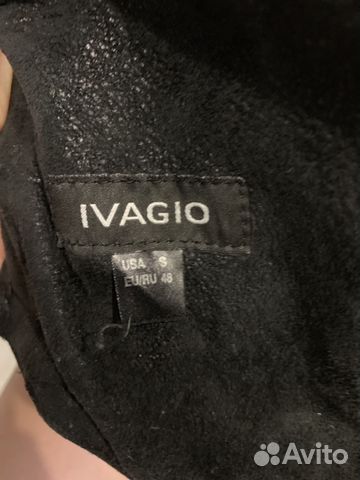 IVAGIO
USA S
EU/RU 48
Avito